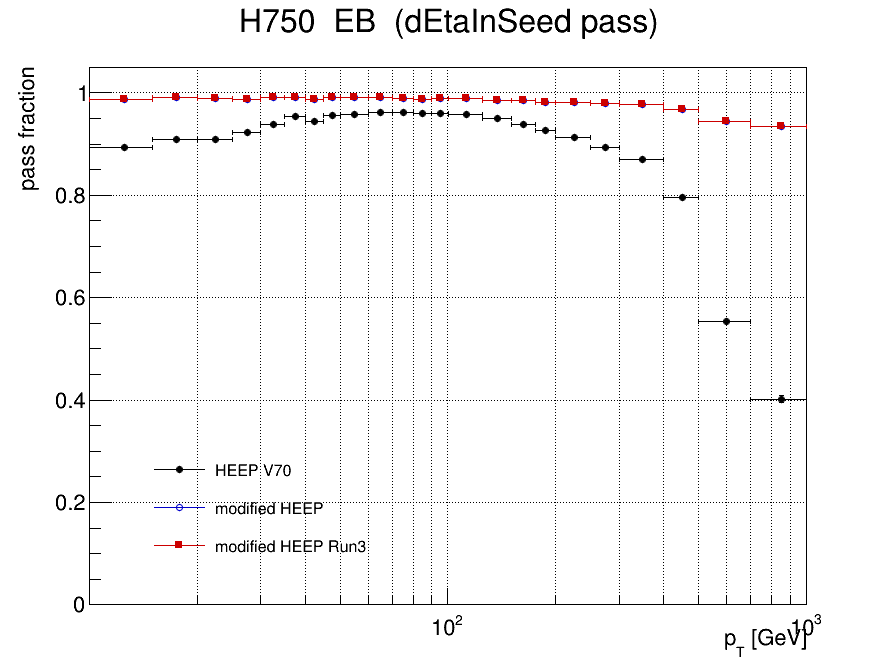 H750 EB (dEtaInSeed pass)
pass fraction
1
0.8
0.6
0.4
0.2
0
HEEP V70
modified HEEP
modified HEEP Run3
10²
10³
p_T [GeV]